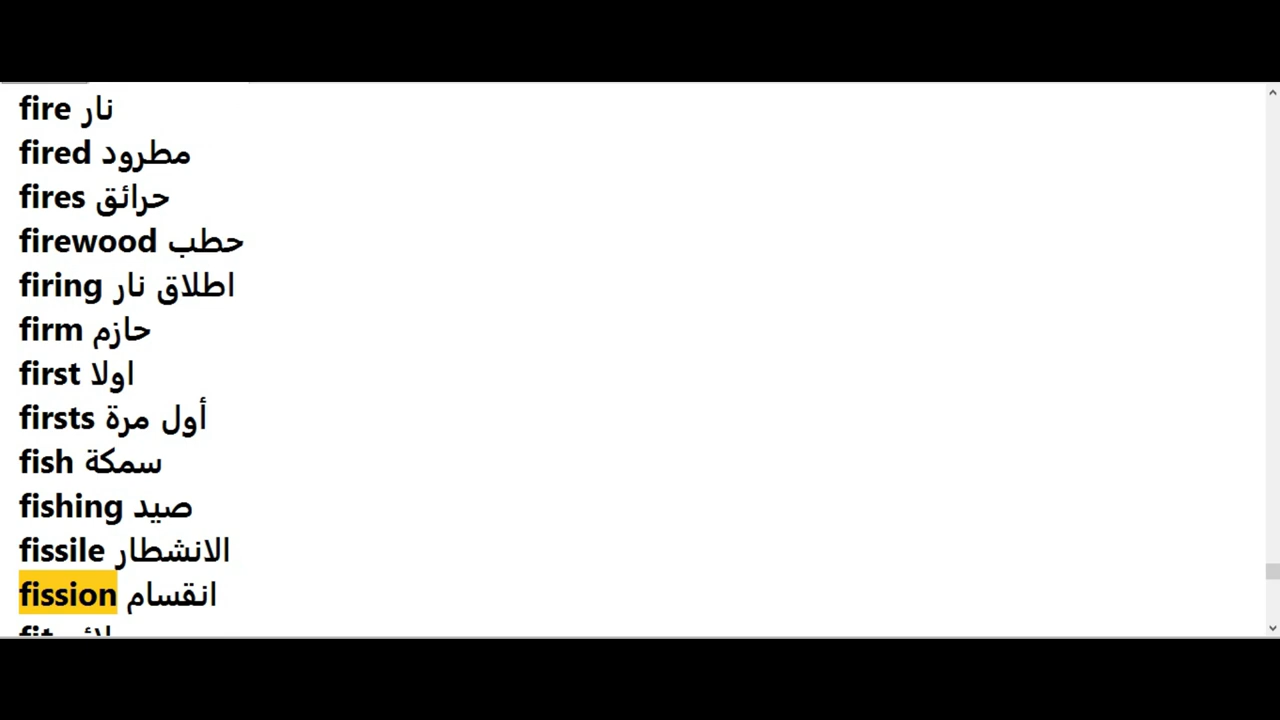 fire نار
fired مطرود
fires حرائق
firewood حطب
firing اطلاق نار
firm حازم
first اولا
firsts أول مرة
fish سمكة
fishing صيد
fissile الانشطار
fission انقسام
fit